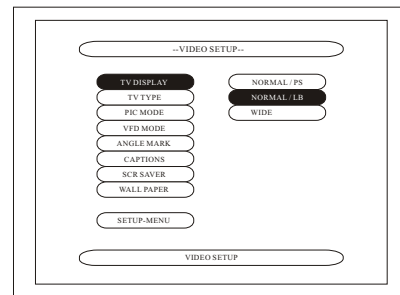 --VIDEO SETUP--
TV DISPLAY
TV TYPE
PIC MODE
VFD MODE
ANGLE MARK
CAPTIONS
SCR SAVER
WALL PAPER
SETUP-MENU
NORMAL / PS
NORMAL / LB
WIDE
VIDEO SETUP